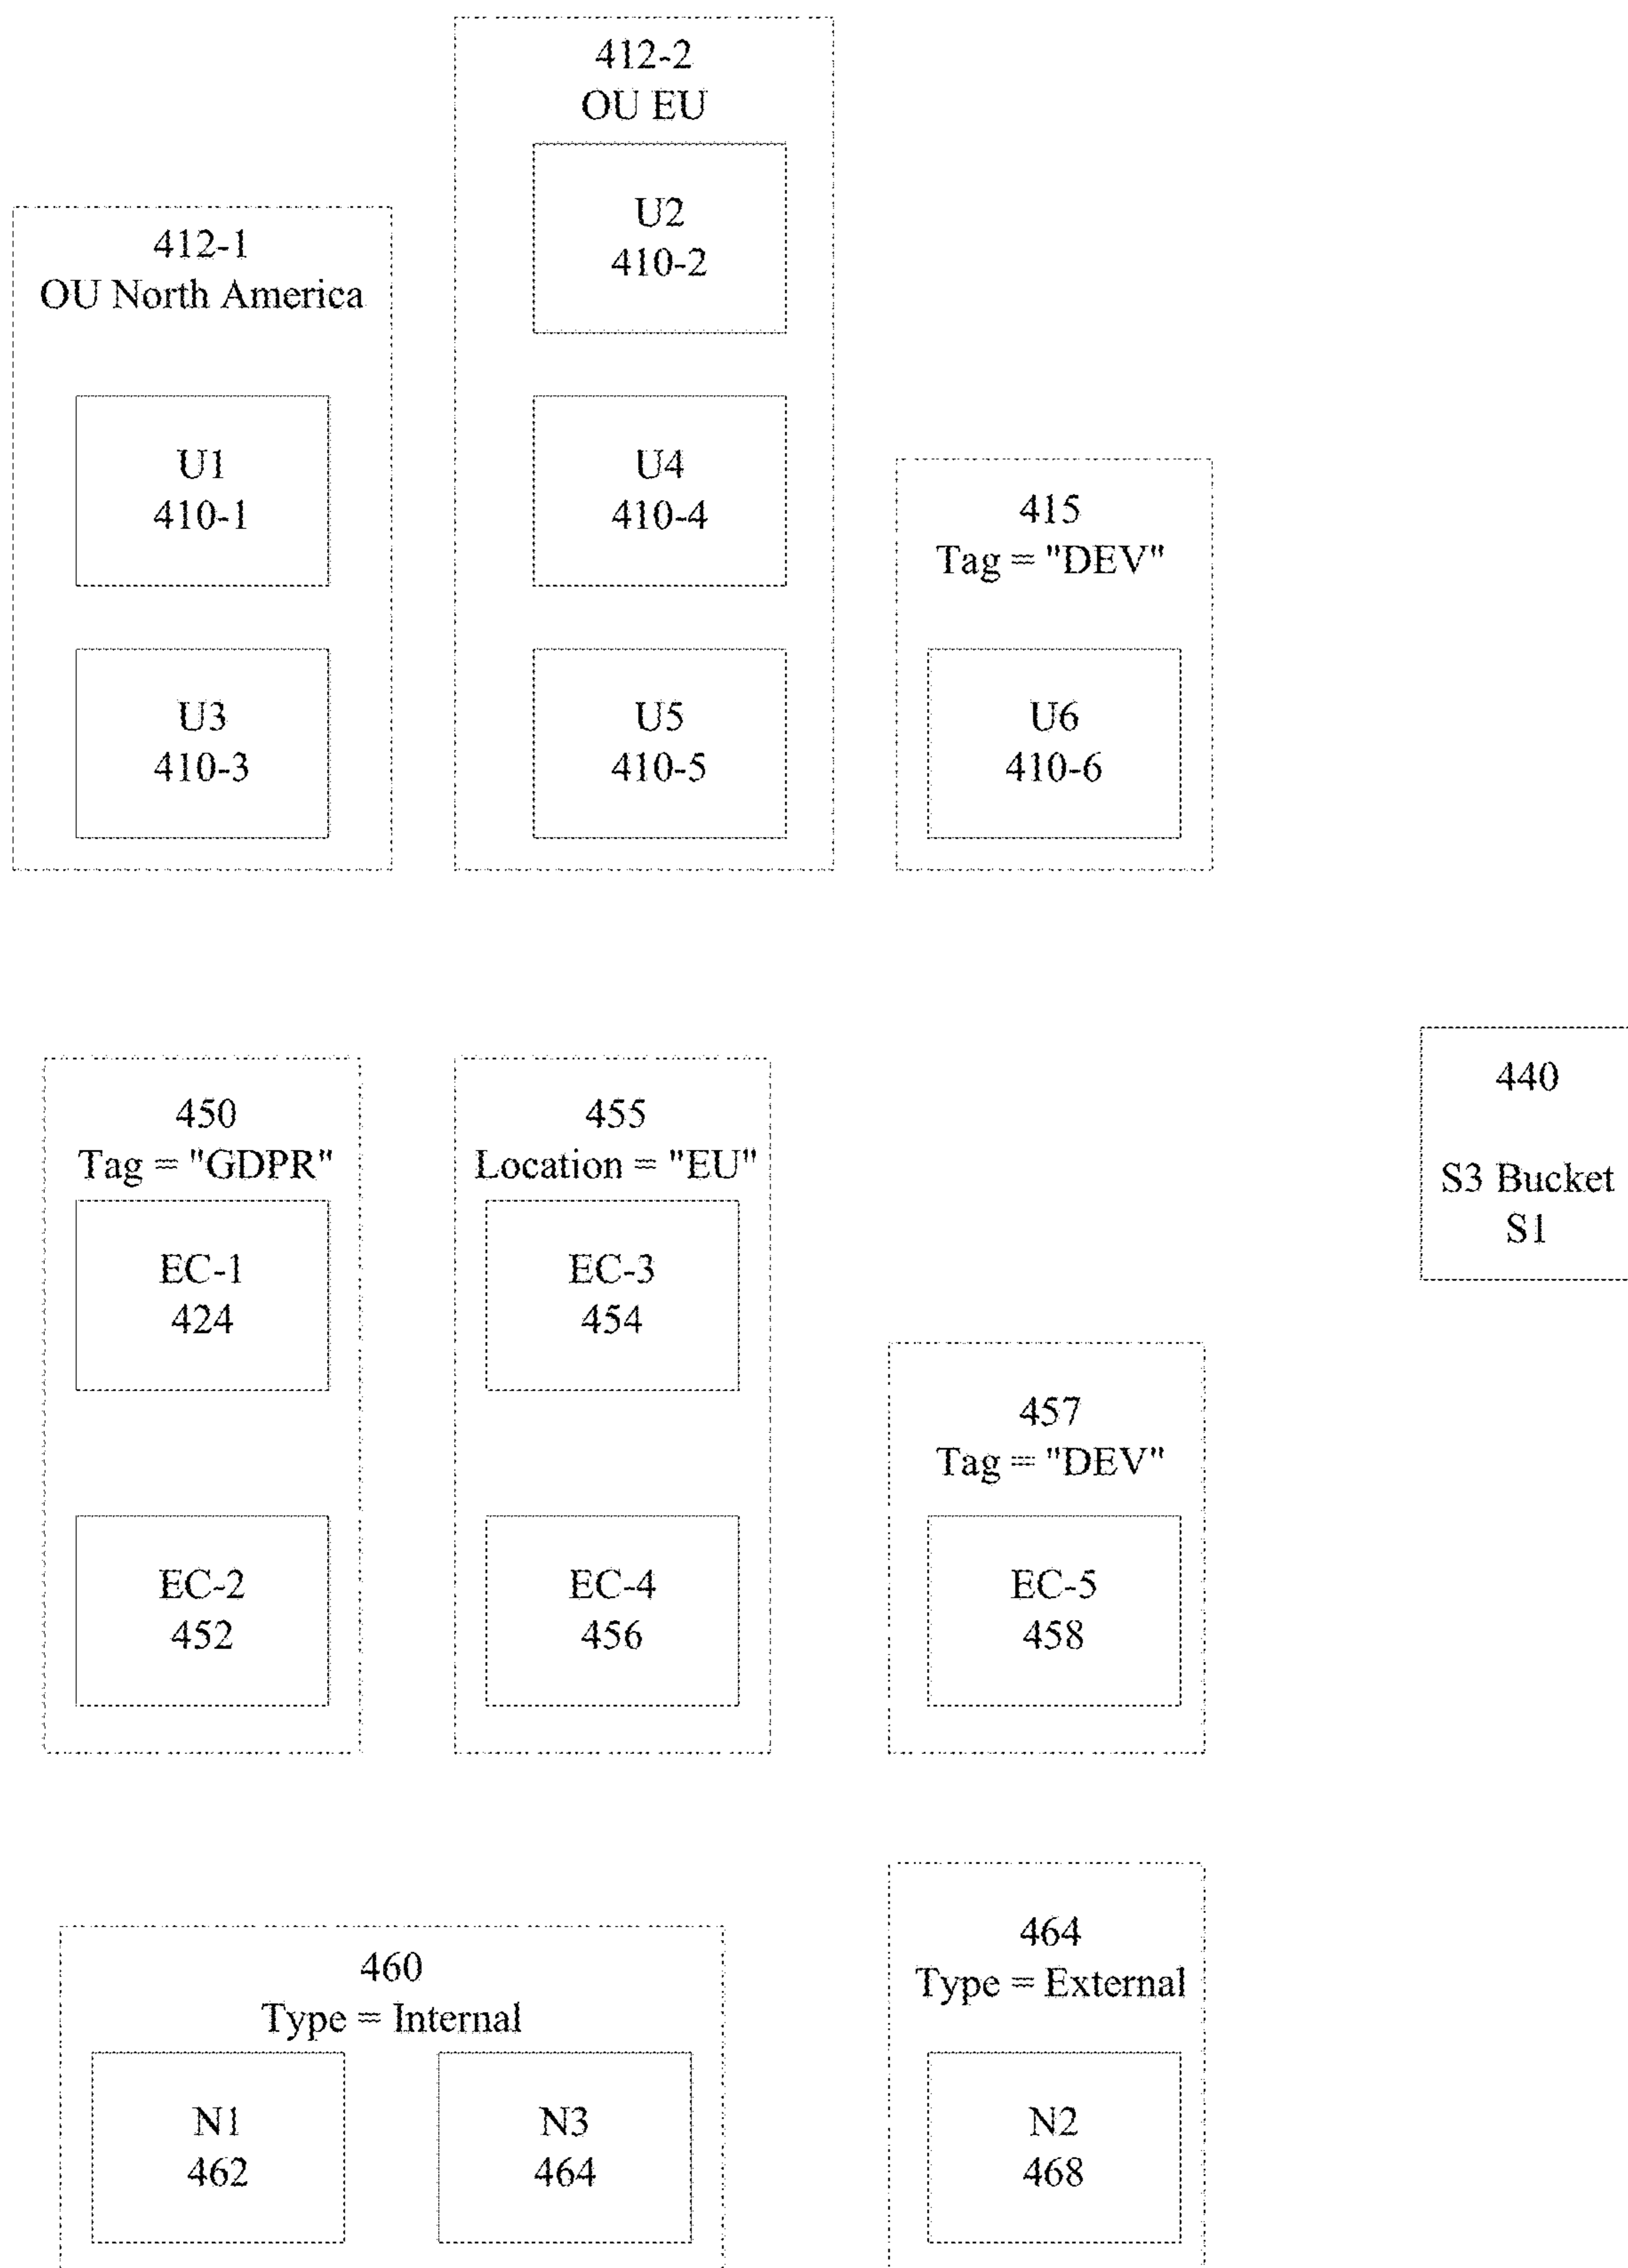 412-2
OU EU
U2
410-2
412-1
OU North America
U1
410-1
U4
410-4
415
Tag = "DEV"
U3
410-3
U5
410-5
U6
410-6
440
S3 Bucket
S1
450
Tag = "GDPR"
455
Location = "EU"
EC-1
424
EC-3
454
457
Tag = "DEV"
EC-2
452
EC-4
456
EC-5
458
460
Type = Internal
464
Type = External
N1
462
N3
464
N2
468